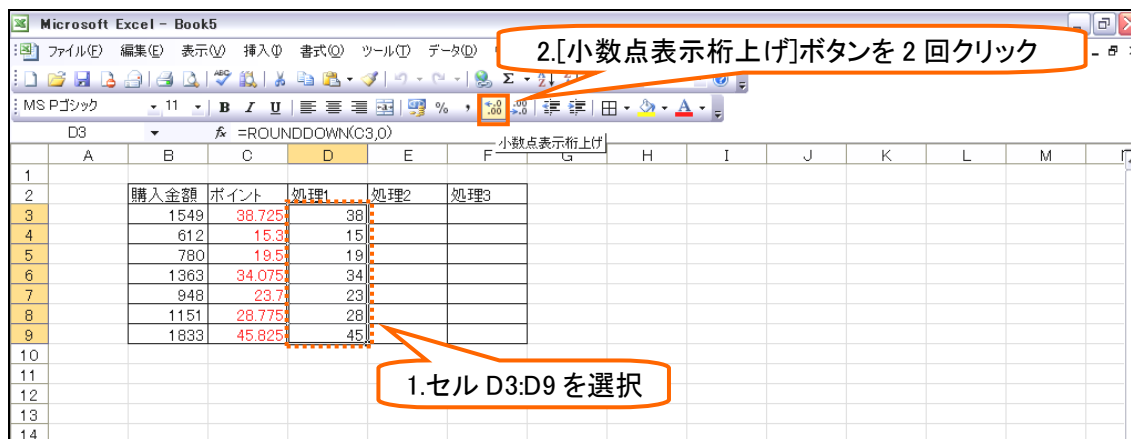 Microsoft Excel - Book5
ファイル(F) 編集(E) 表示(V) 挿入(I) 書式(O) ツール(T) データ(D)
2.[小数点表示桁上げ]ボタンを2回クリック
MS Pゴシック 11 B I U % ,
D3 fx =ROUNDDOWN(C3,0)
小数点表示桁上げ
A B C D E F G H I J K L M
1
2 購入金額 ポイント 処理1 処理2 処理3
3 1549 38.725 38
4 612 15.3 15
5 780 19.5 19
6 1363 34.075 34
7 948 23.7 23
8 1151 28.775 28
9 1833 45.825 45
10
11
1.セル D3:D9 を選択
12
13
14